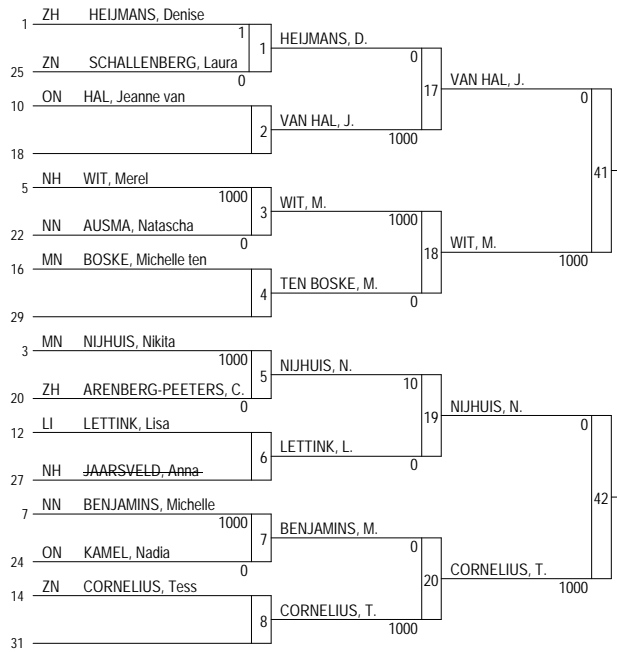 1 ZH HEIJMANS, Denise
1
1 HEIJMANS, D.
0
25 ZN SCHALLENBERG, Laura
0
17 VAN HAL, J.
0
10 ON HAL, Jeanne van
2 VAN HAL, J.
1000
18
41
5 NH WIT, Merel
1000
3 WIT, M.
1000
22 NN AUSMA, Natascha
0
18 WIT, M.
1000
16 MN BOSKE, Michelle ten
4 TEN BOSKE, M.
0
29
3 MN NIJHUIS, Nikita
1000
5 NIJHUIS, N.
10
20 ZH ARENBERG-PEETERS, C.
0
19 NIJHUIS, N.
0
12 LI LETTINK, Lisa
6 LETTINK, L.
0
27 NH JAARSVELD, Anna
42
7 NN BENJAMINS, Michelle
1000
7 BENJAMINS, M.
0
24 ON KAMEL, Nadia
0
20 CORNELIUS, T.
1000
14 ZN CORNELIUS, Tess
8 CORNELIUS, T.
1000
31